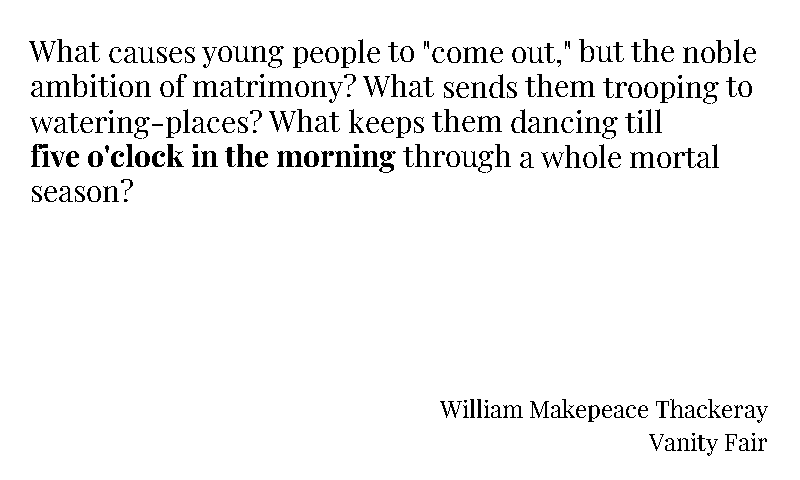 What causes young people to "come out," but the noble
ambition of matrimony? What sends them trooping to
watering-places? What keeps them dancing till
five o'clock in the morning through a whole mortal
season?
William Makepeace Thackeray
Vanity Fair